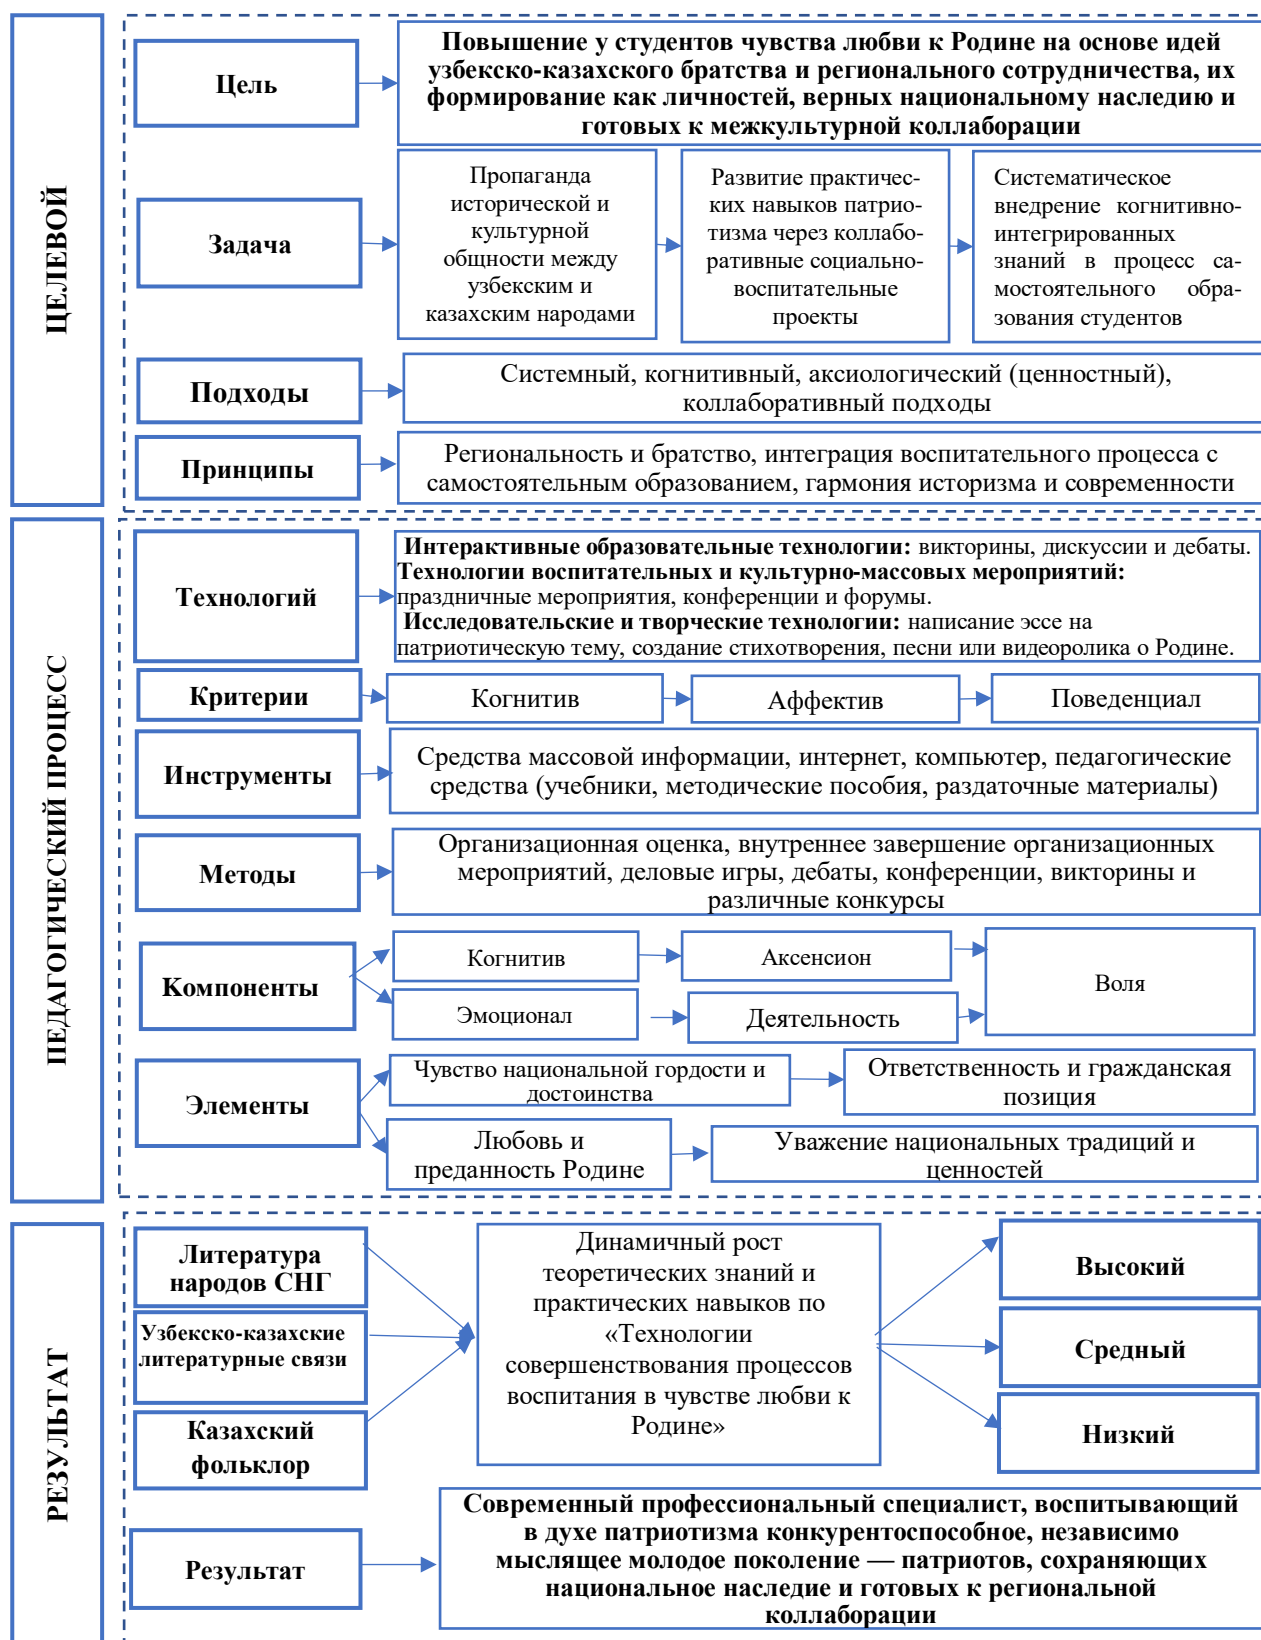 ЦЕЛЕВОЙ
Цель
Повышение у студентов чувства любви к Родине на основе идей
узбекско-казахского братства и регионального сотрудничества, их
формирование как личностей, верных национальному наследию и
готовых к межкультурной коллаборации
Задача
Пропаганда
исторической и
культурной
общности между
узбекским и
казахским народами
Развитие практичес-
ких навыков патрио-
тизма через коллабо-
ративные социально-
воспитательные
проекты
Систематическое
внедрение когнитивно-
интегрированных
знаний в процесс са-
мостоятельного обра-
зования студентов
Подходы
Системный, когнитивный, аксиологический (ценностный),
коллаборативный подходы
Принципы
Региональность и братство, интеграция воспитательного процесса с
самостоятельным образованием, гармония историзма и современности
ПЕДАГОГИЧЕСКИЙ ПРОЦЕСС
Технологий
Интерактивные образовательные технологии: викторины, дискуссии и дебаты.
Технологии воспитательных и культурно-массовых мероприятий:
праздничные мероприятия, конференции и форумы.
Исследовательские и творческие технологии: написание эссе на
патриотическую тему, создание стихотворения, песни или видеоролика о Родине.
Критерии
Когнитив
Аффектив
Поведенциал
Инструменты
Средства массовой информации, интернет, компьютер, педагогические
средства (учебники, методические пособия, раздаточные материалы)
Методы
Организационная оценка, внутреннее завершение организационных
мероприятий, деловые игры, дебаты, конференции, викторины и
различные конкурсы
Компоненты
Когнитив
Аксенсион
Воля
Эмоционал
Деятельность
Элементы
Чувство национальной гордости и
достоинства
Ответственность и гражданская
позиция
Любовь и
преданность Родине
Уважение национальных традиций и
ценностей
РЕЗУЛЬТАТ
Литература
народов СНГ
Узбекско-казахские
литературные связи
Казахский
фольклор
Динамичный рост
теоретических знаний и
практических навыков по
«Технологии
совершенствования процессов
воспитания в чувстве любви к
Родине»
Высокий
Средный
Низкий
Результат
Современный профессиональный специалист, воспитывающий
в духе патриотизма конкурентоспособное, независимо
мыслящее молодое поколение — патриотов, сохраняющих
национальное наследие и готовых к региональной
коллаборации